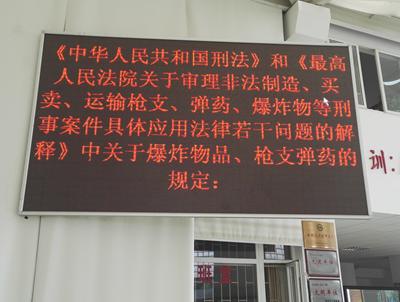 《中华人民共和国刑法》和《最高
人民法院关于审理非法制造、买
卖、运输枪支、弹药、爆炸物等刑
事案件具体应用法律若干问题的解
释》中关于爆炸物品、枪支弹药的
规定：
训：